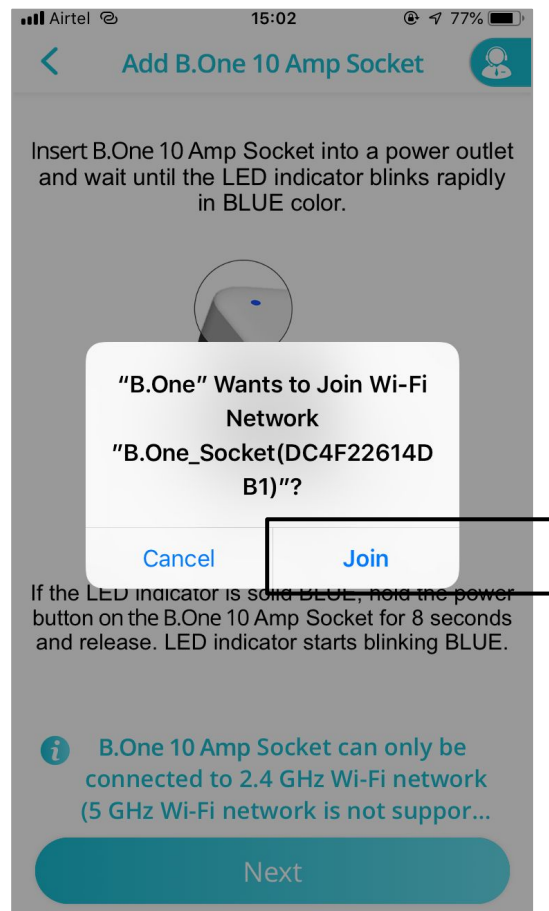 Airtel 15:02 77%
Add B.One 10 Amp Socket
Insert B.One 10 Amp Socket into a power outlet
and wait until the LED indicator blinks rapidly
in BLUE color.
"B.One" Wants to Join Wi-Fi
Network
"B.One_Socket(DC4F22614D
B1)"?
Cancel Join
If the LED indicator is solid BLUE, hold the power
button on the B.One 10 Amp Socket for 8 seconds
and release. LED indicator starts blinking BLUE.
B.One 10 Amp Socket can only be
connected to 2.4 GHz Wi-Fi network
(5 GHz Wi-Fi network is not suppor...
Next